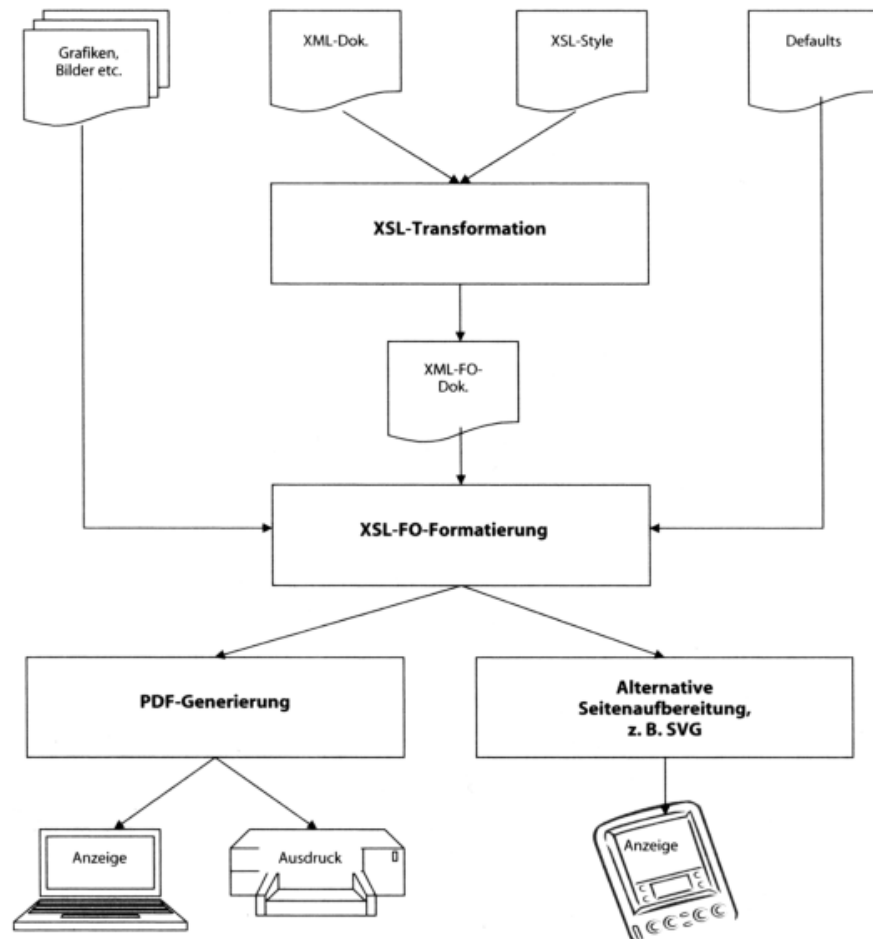 Grafiken,
Bilder etc.
XML-Dok.
XSL-Style
Defaults
XSL-Transformation
XML-FO-
Dok.
XSL-FO-Formatierung
PDF-Generierung
Alternative
Seitenaufbereitung,
z. B. SVG
Anzeige
Ausdruck
Anzeige